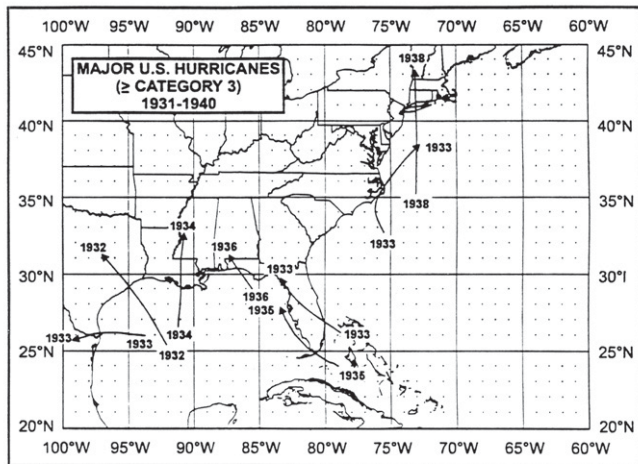 100°W 95°W 90°W 85°W 80°W 75°W 70°W 65°W 60°W
45°N 45°N
MAJOR U.S. HURRICANES
(≥ CATEGORY 3)
1931-1940
1938
40°N 40°N
1933
35°N 35°N
1938
1934
1933
1932
1936
1933
30°N 30°I
1936
1935
1934
1933
1933
1933
1932
25°N 25°N
1935
20°N 20°N
100°W 95°W 90°W 85°W 80°W 75°W 70°W 65°W 60°W